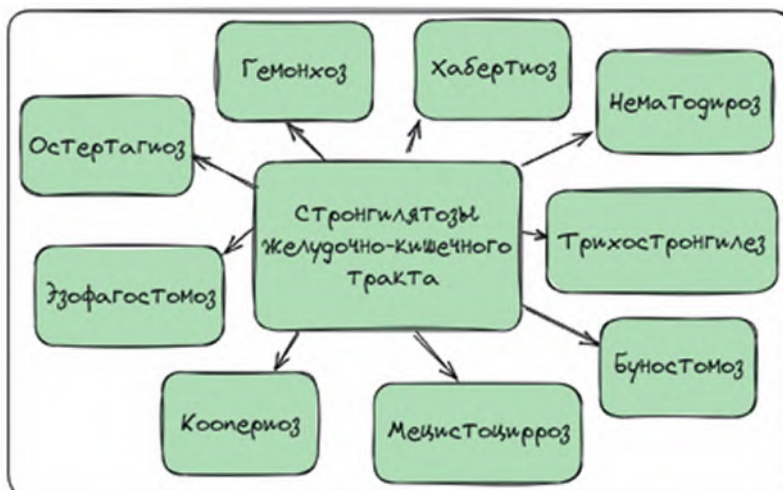 Гемонхоз
Хабертиоз
Нематодироз
Остертагиоз
Стронгилятозы
желудочно-кишечного
тракта
Трихостронгилез
Эзофагостомоз
Буностомоз
Коопериоз
Мецистоцирроз